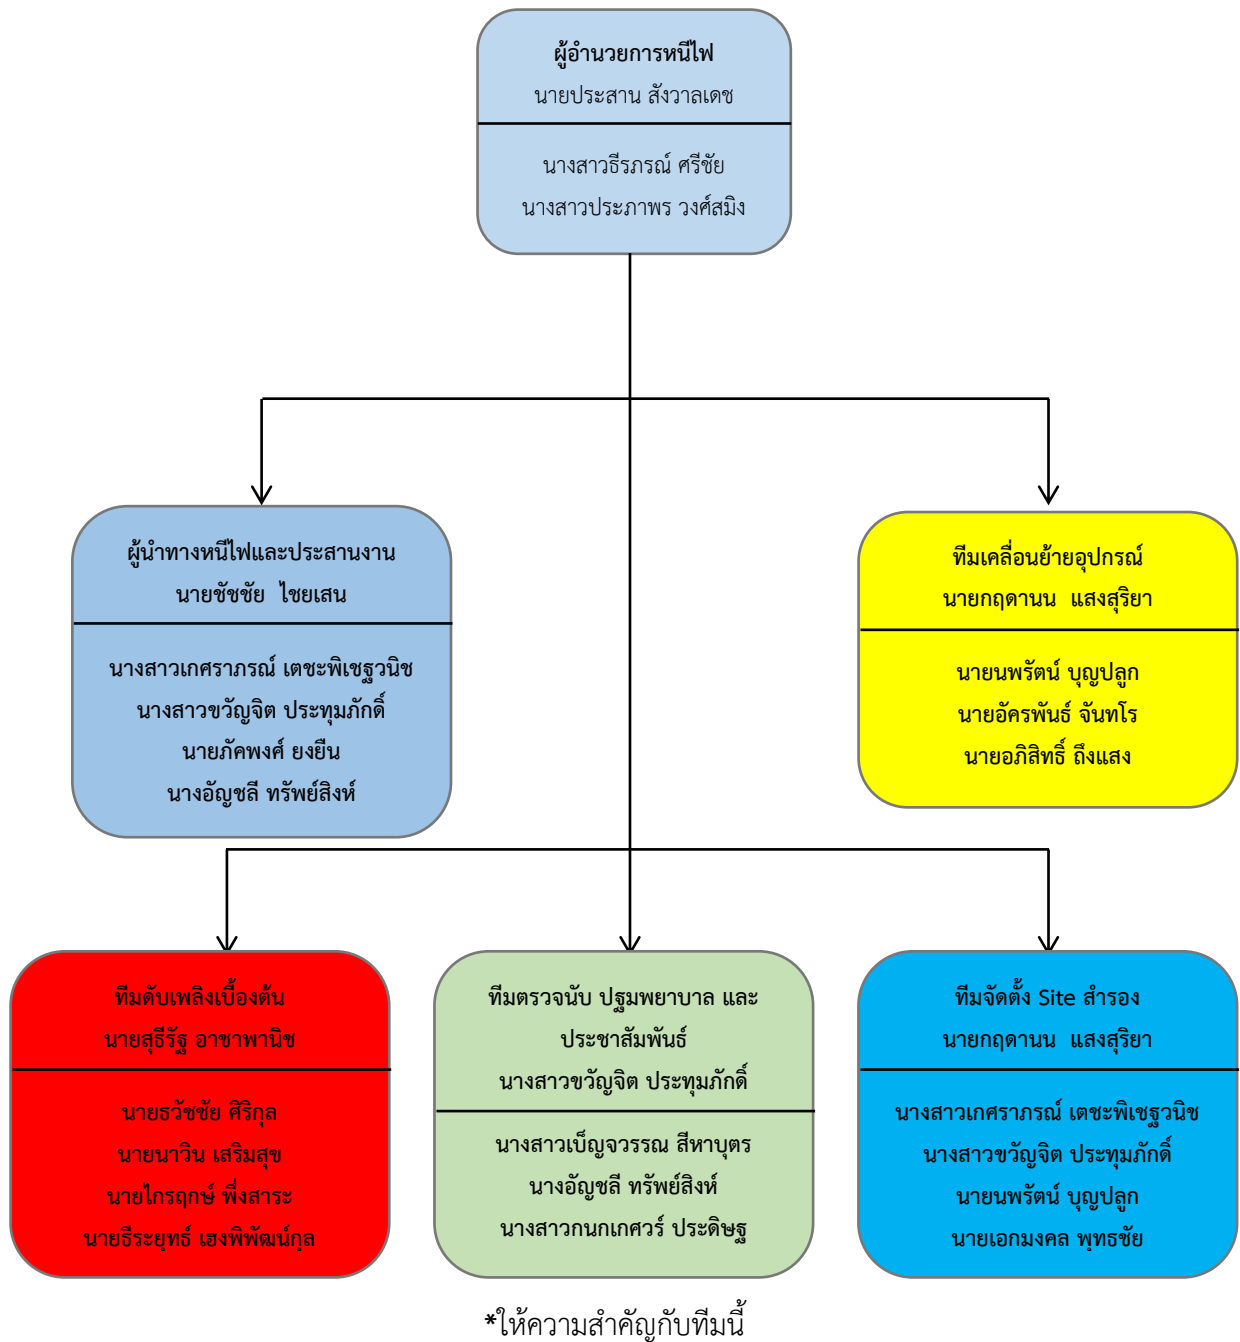 ผู้อำนวยการหนีไฟ
นายประสาน สังวาลเดช
นางสาวธีรภรณ์ ศรีชัย
นางสาวประภาพร วงศ์สมิง
ผู้นำทางหนีไฟและประสานงาน
นายชัชชัย ไชยเสน
นางสาวเกศราภรณ์ เตชะพิเชฐวนิช
นางสาวขวัญจิต ประทุมภักดิ์
นายภัคพงศ์ ยงยืน
นางอัญชลี ทรัพย์สิงห์
ทีมเคลื่อนย้ายอุปกรณ์
นายกฤดานน แสงสุริยา
นายนพรัตน์ บุญปลูก
นายอัครพันธ์ จันทโร
นายอภิสิทธิ์ ถึงแสง
ทีมดับเพลิงเบื้องต้น
นายสุธีรัฐ อาชาพานิช
นายธวัชชัย ศิริกุล
นายนาวิน เสริมสุข
นายไกรฤกษ์ พึ่งสาระ
นายธีระยุทธ์ เฮงพิพัฒน์กุล
ทีมตรวจนับ ปฐมพยาบาล และ
ประชาสัมพันธ์
นางสาวขวัญจิต ประทุมภักดิ์
นางสาวเบ็ญจวรรณ สีหาบุตร
นางอัญชลี ทรัพย์สิงห์
นางสาวกนกเกศวร์ ประดิษฐ
ทีมจัดตั้ง Site สำรอง
นายกฤดานน แสงสุริยา
นางสาวเกศราภรณ์ เตชะพิเชฐวนิช
นางสาวขวัญจิต ประทุมภักดิ์
นายนพรัตน์ บุญปลูก
นายเอกมงคล พุทธชัย
*ให้ความสำคัญกับทีมนี้